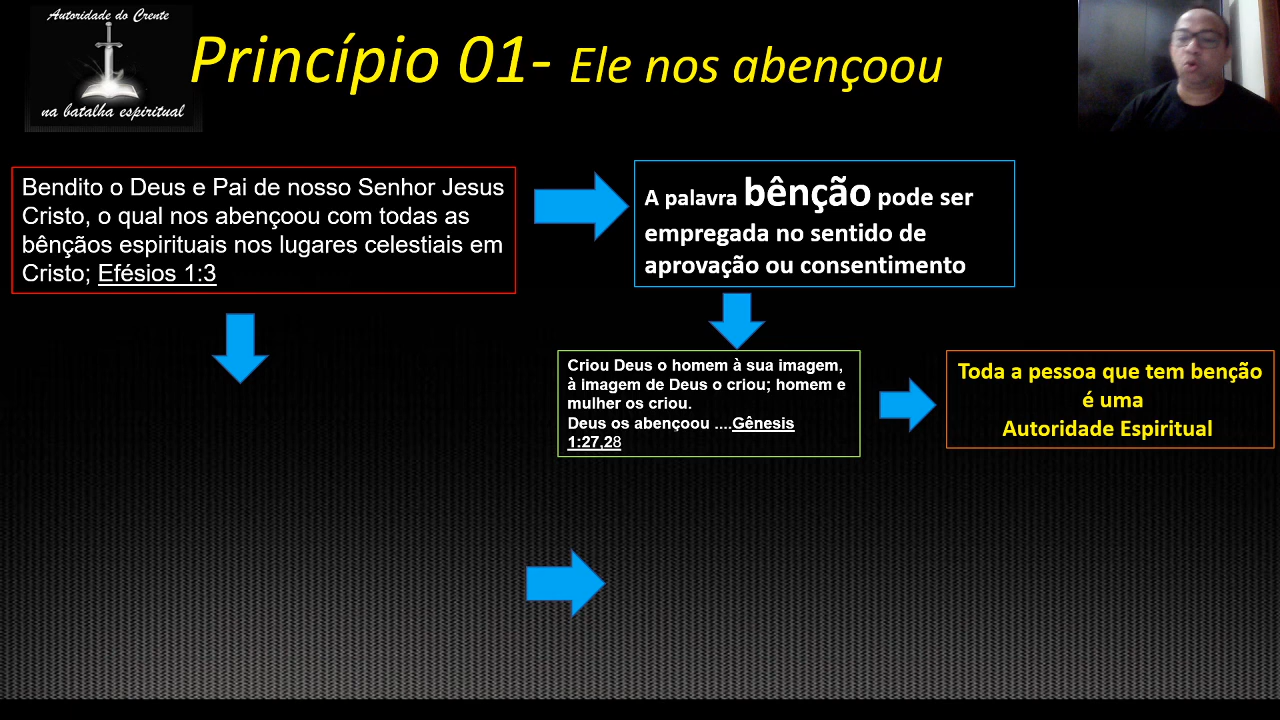 Autoridade do Crente
na batalha espiritual
Princípio 01- Ele nos abençoou
Bendito o Deus e Pai de nosso Senhor Jesus
Cristo, o qual nos abençoou com todas as
bênçãos espirituais nos lugares celestiais em
Cristo; Efésios 1:3
A palavra bênção pode ser
empregada no sentido de
aprovação ou consentimento
Criou Deus o homem à sua imagem,
à imagem de Deus o criou; homem e
mulher os criou.
Deus os abençoou ....Gênesis
1:27,28
Toda a pessoa que tem benção
é uma
Autoridade Espiritual